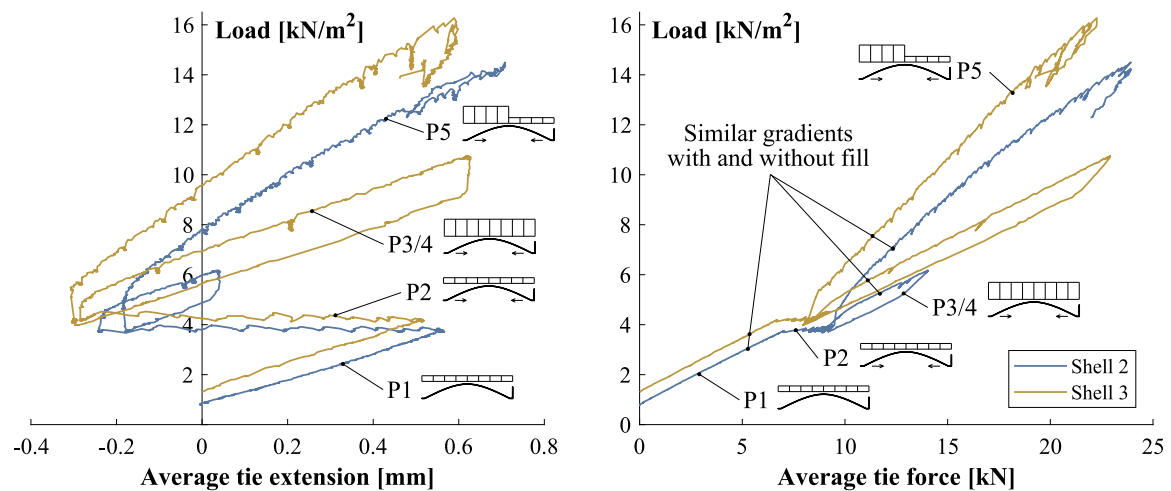 Load [kN/m²]
16
14
12
10
8
6
4
2
-0.4
-0.2
0
0.2
0.4
0.6
0.8
Average tie extension [mm]
P5
P3/4
P2
P1
Load [kN/m²]
16
14
12
10
8
6
4
2
0
0
5
10
15
20
25
Average tie force [kN]
P5
Similar gradients
with and without fill
P3/4
P2
P1
Shell 2
Shell 3